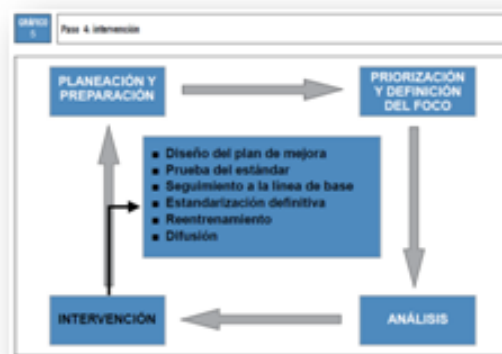 GRÁFICO
5
Paso 4. intervención
PLANEACIÓN Y
PREPARACIÓN
PRIORIZACIÓN
Y DEFINICIÓN
DEL FOCO
■ Diseño del plan de mejora
■ Prueba del estándar
■ Seguimiento a la línea de base
■ Estandarización definitiva
■ Reentrenamiento
■ Difusión
INTERVENCIÓN
ANÁLISIS